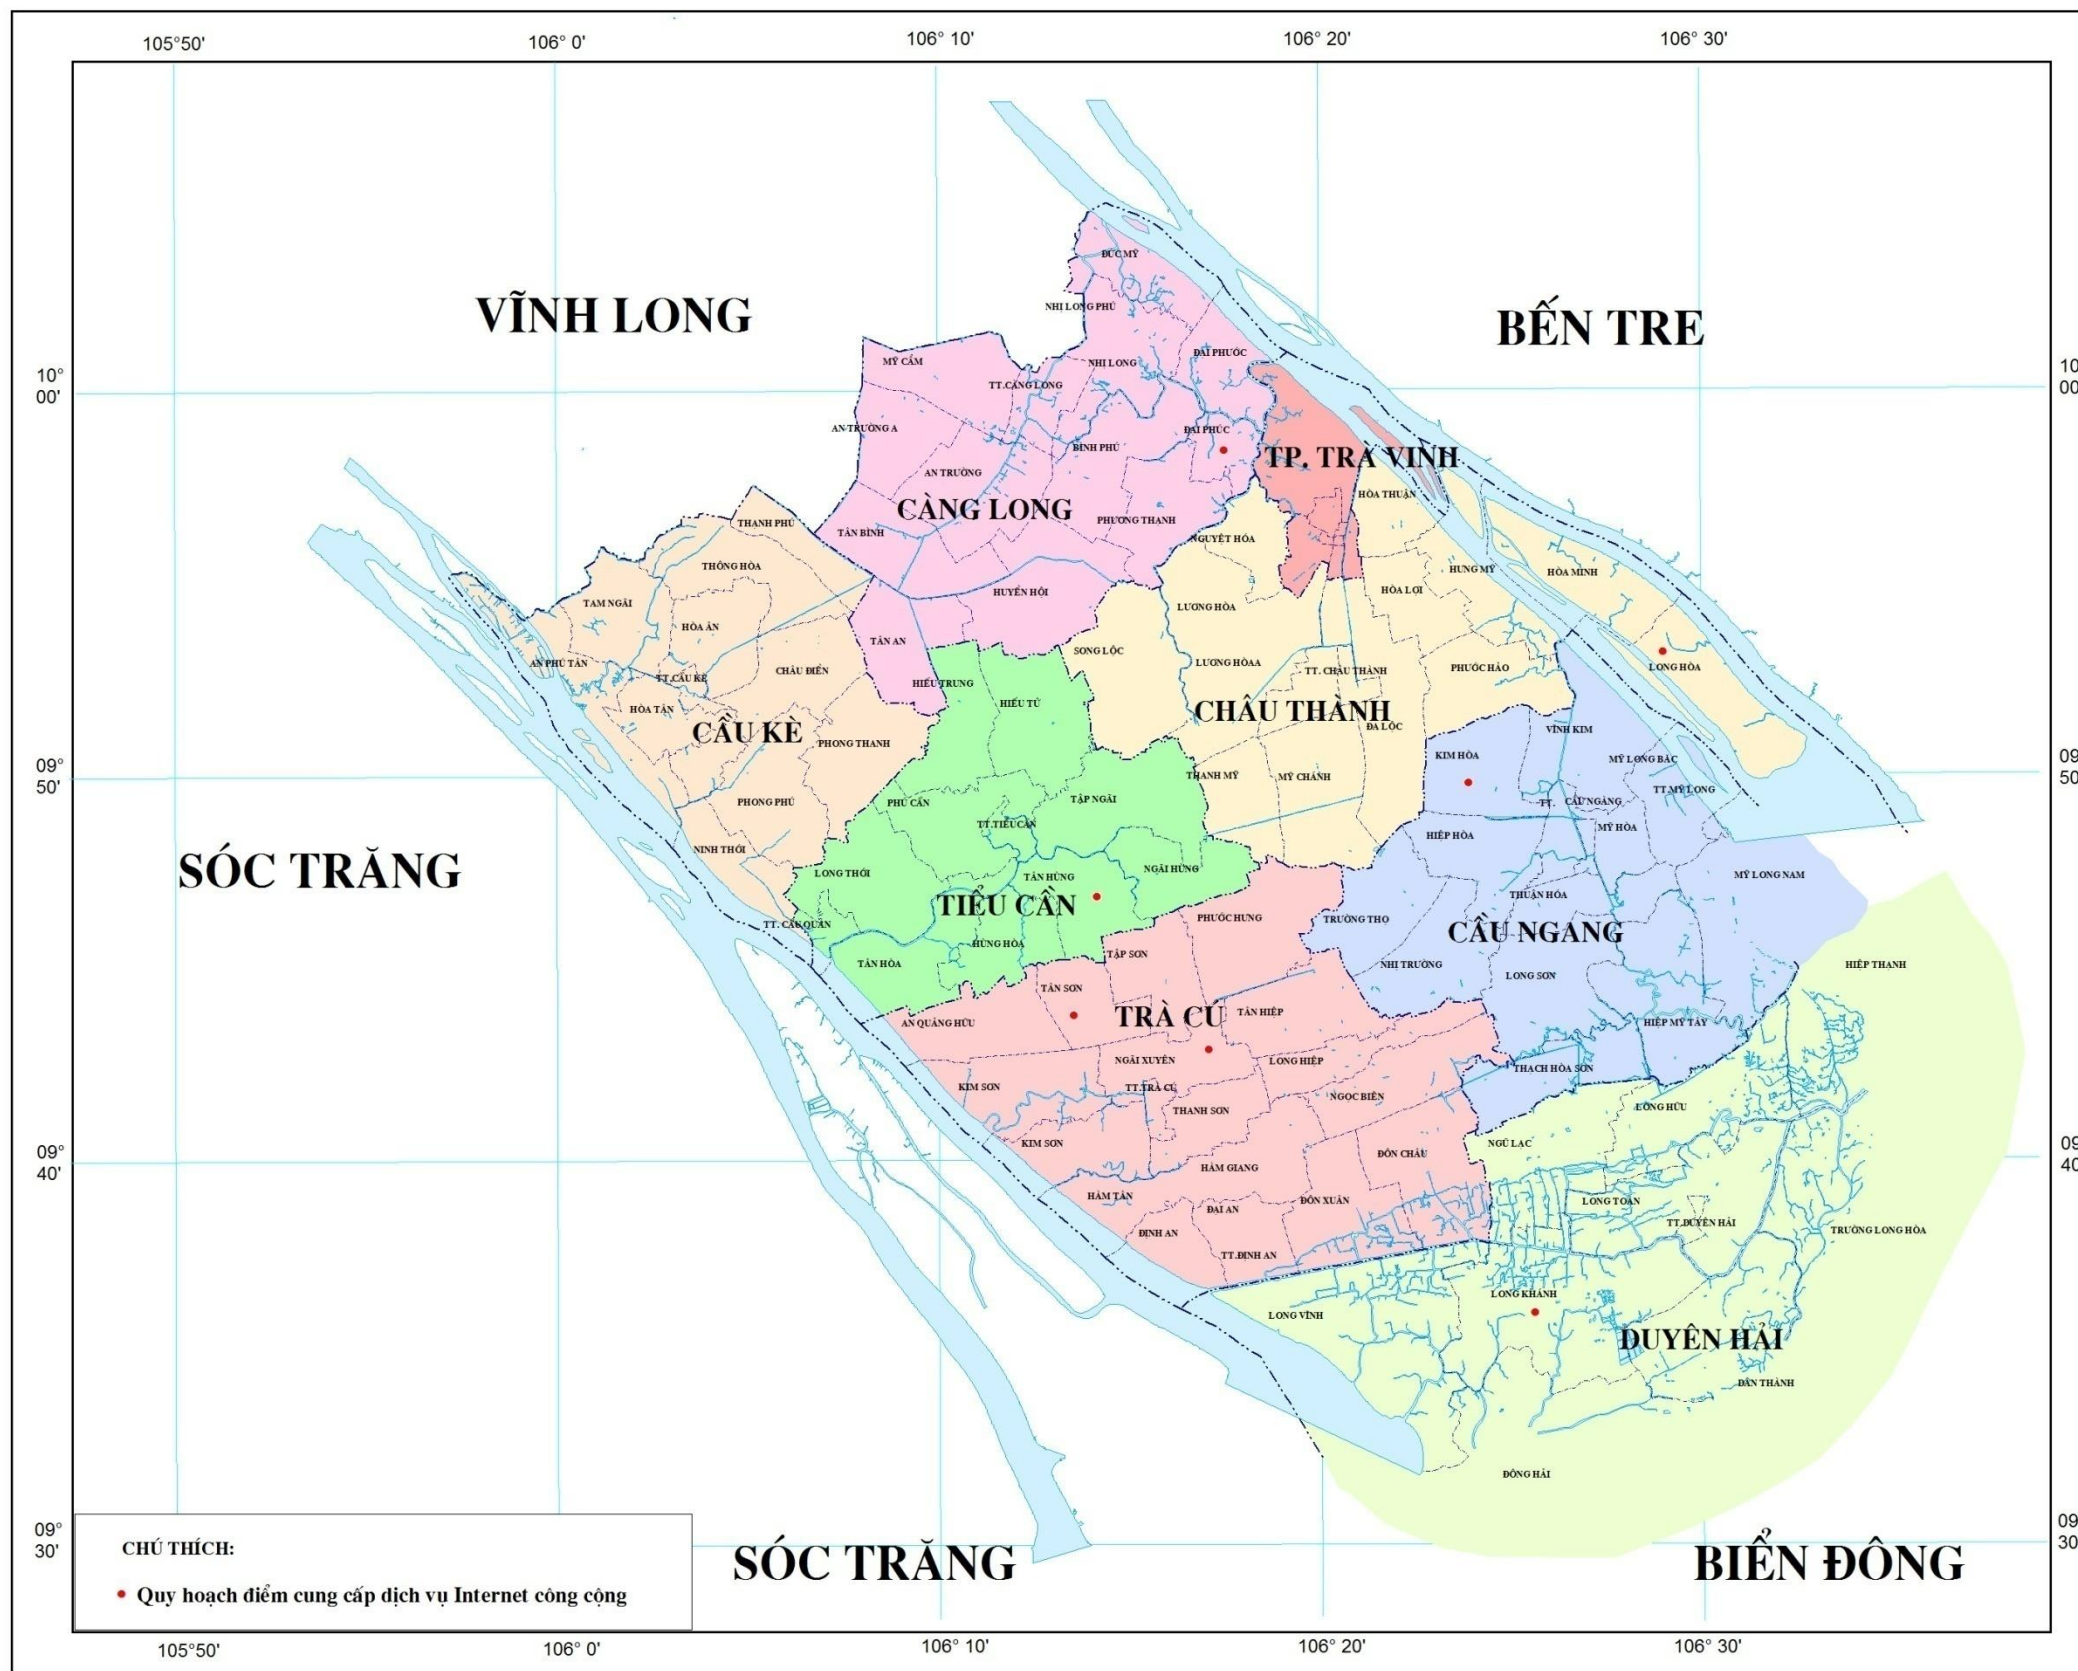 105°50'
106° 0'
106° 10'
106° 20'
106° 30'
ĐỨC MỸ
VĨNH LONG
NHỊ LONG PHÚ
BẾN TRE
MỸ CẨM
NHỊ LONG
ĐẠI PHƯỚC
10°
00'
10
00
TT.CÀNG LONG
AN TRƯỜNG A
ĐẠI PHÚC
BÌNH PHÚ
TP. TRÀ VINH
AN TRƯỜNG
HÒA THUẬN
CÀNG LONG
PHƯƠNG THẠNH
THẠNH PHÚ
TÂN BÌNH
NGUYỆT HÓA
THÔNG HÒA
HƯNG MỸ
HÒA MINH
HUYỀN HỘI
HÒA LỢI
TAM NGÃI
LƯƠNG HÒA
HÒA ÂN
TÂN AN
SONG LỘC
AN PHÚ TÂN
CHÂU ĐIỀN
LƯƠNG HÒAA
TT. CHÂU THÀNH
PHƯỚC HẢO
LONG HÒA
TT.CẦU KÈ
HIẾU TRUNG
HIẾU TỬ
HÒA TÂN
CHÂU THÀNH
CẦU KÈ
ĐA LỘC
VĨNH KIM
PHONG THẠNH
KIM HÒA
MỸ LONG BẮC
09°
50'
09
50
THANH MỸ
MỸ CHÁNH
TT.MỸ LONG
PHONG PHÚ
PHÚ CẦN
TẬP NGÃI
TT. CẦU NGANG
TT.TIỂU CẦN
MỸ HÒA
HIỆP HÒA
NINH THỚI
SÓC TRĂNG
LONG THỚI
NGÃI HÙNG
TÂN HÙNG
MỸ LONG NAM
THUẬN HÒA
TIỂU CẦN
TT. CẦU QUAN
PHƯỚC HƯNG
TRƯỜNG THỌ
CẦU NGANG
HÙNG HÒA
TẬP SƠN
TÂN HÒA
NHỊ TRƯỜNG
LONG SƠN
HIỆP THẠNH
TÂN SƠN
TRÀ CÚ
TÂN HIỆP
AN QUẢNG HỮU
HIỆP MỸ TÂY
NGÃI XUYÊN
LONG HIỆP
THẠCH HÒA SƠN
KIM SƠN
TT.TRÀ CÚ
NGỌC BIÊN
THANH SƠN
LONG HỮU
KIM SƠN
NGŨ LẠC
09°
40'
09
40
ĐÔN CHÂU
HÀM GIANG
HÀM TÂN
ĐÔN XUÂN
LONG TOÀN
ĐẠI AN
TT.DUYÊN HẢI
TRƯỜNG LONG HÒA
ĐỊNH AN
TT.ĐỊNH AN
LONG KHÁNH
LONG VĨNH
DUYÊN HẢI
DÂN THÀNH
ĐÔNG HẢI
09°
30'
09
30
CHÚ THÍCH:
SÓC TRĂNG
BIỂN ĐÔNG
Quy hoạch điểm cung cấp dịch vụ Internet công cộng
105°50'
106° 0'
106° 10'
106° 20'
106° 30'